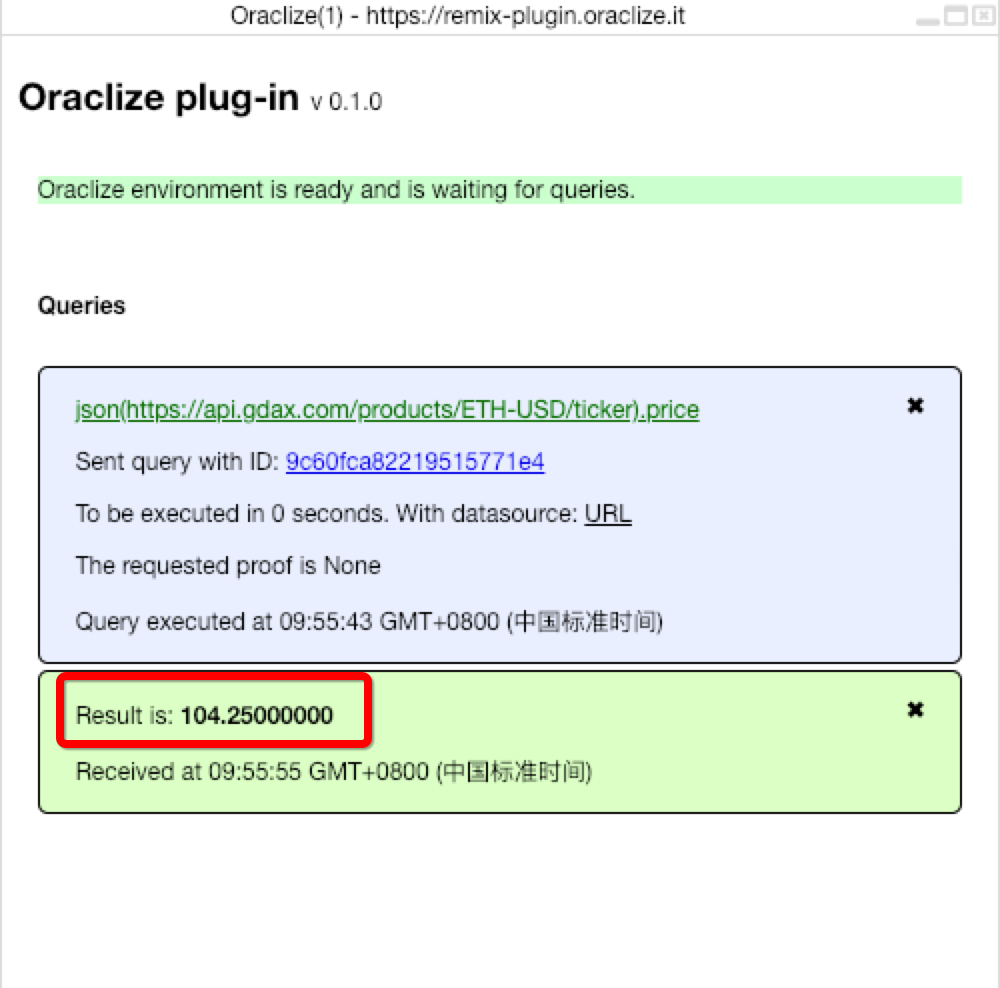 Oraclize(1) - https://remix-plugin.oraclize.it
Oraclize plug-in v 0.1.0
Oraclize environment is ready and is waiting for queries.
Queries
json(https://api.gdax.com/products/ETH-USD/ticker).price
Sent query with ID: 9c60fca82219515771e4
To be executed in 0 seconds. With datasource: URL
The requested proof is None
Query executed at 09:55:43 GMT+0800 (中国标准时间)
Result is: 104.25000000
Received at 09:55:55 GMT+0800 (中国标准时间)